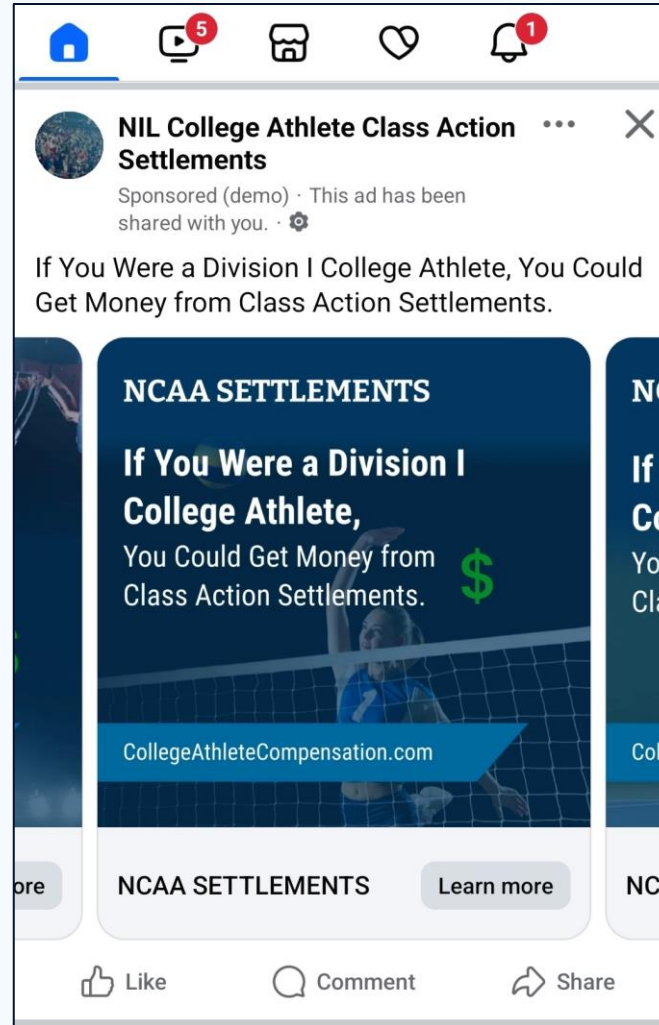 5
1
NIL College Athlete Class Action
Settlements
Sponsored (demo) · This ad has been
shared with you. ·
If You Were a Division I College Athlete, You Could
Get Money from Class Action Settlements.
NCAA SETTLEMENTS
If You Were a Division I
College Athlete,
You Could Get Money from
Class Action Settlements.
$
CollegeAthleteCompensation.com
ore
NCAA SETTLEMENTS
Learn more
If
Like
Comment
Share